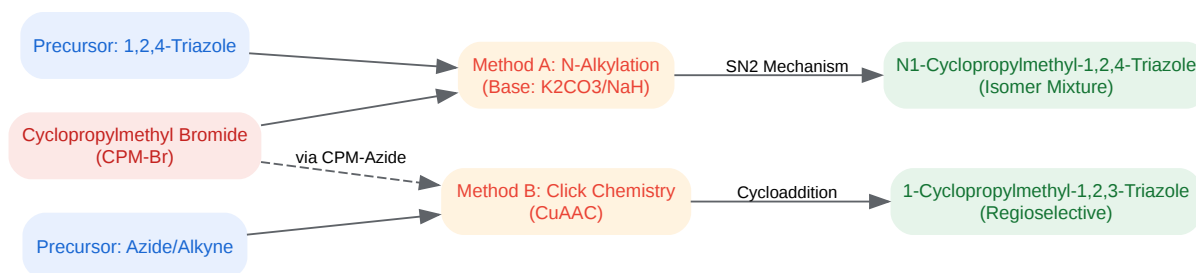 Precursor: 1,2,4-Triazole
Cyclopropylmethyl Bromide
(CPM-Br)
Precursor: Azide/Alkyne
via CPM-Azide
Method A: N-Alkylation
(Base: K2CO3/NaH)
Method B: Click Chemistry
(CuAAC)
SN2 Mechanism
Cycloaddition
N1-Cyclopropylmethyl-1,2,4-Triazole
(Isomer Mixture)
1-Cyclopropylmethyl-1,2,3-Triazole
(Regioselective)